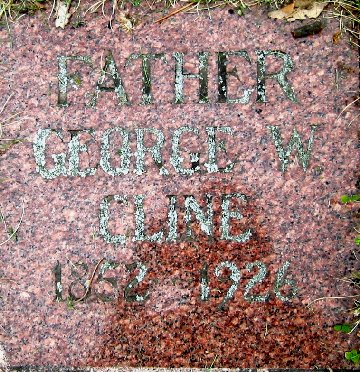 FATHER
GEORGE W.
CLINE
1852 - 1926